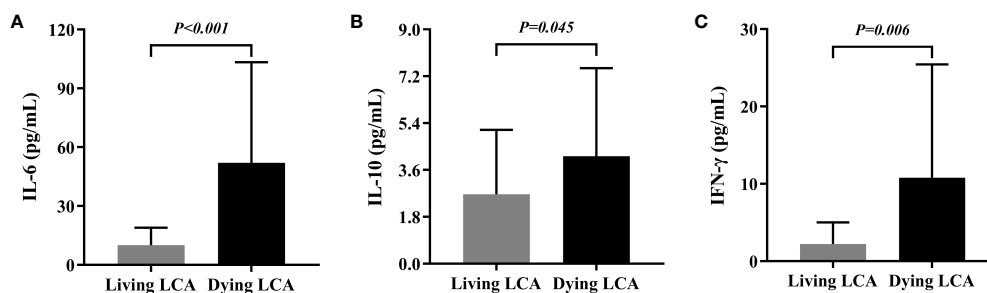 A
IL-6 (pg/mL)
120
90
60
30
0
P<0.001
Living LCA Dying LCA
B
IL-10 (pg/mL)
9.0
7.2
5.4
3.6
1.8
0.0
P=0.045
Living LCA Dying LCA
C
IFN-γ (pg/mL)
30
20
10
0
P=0.006
Living LCA Dying LCA